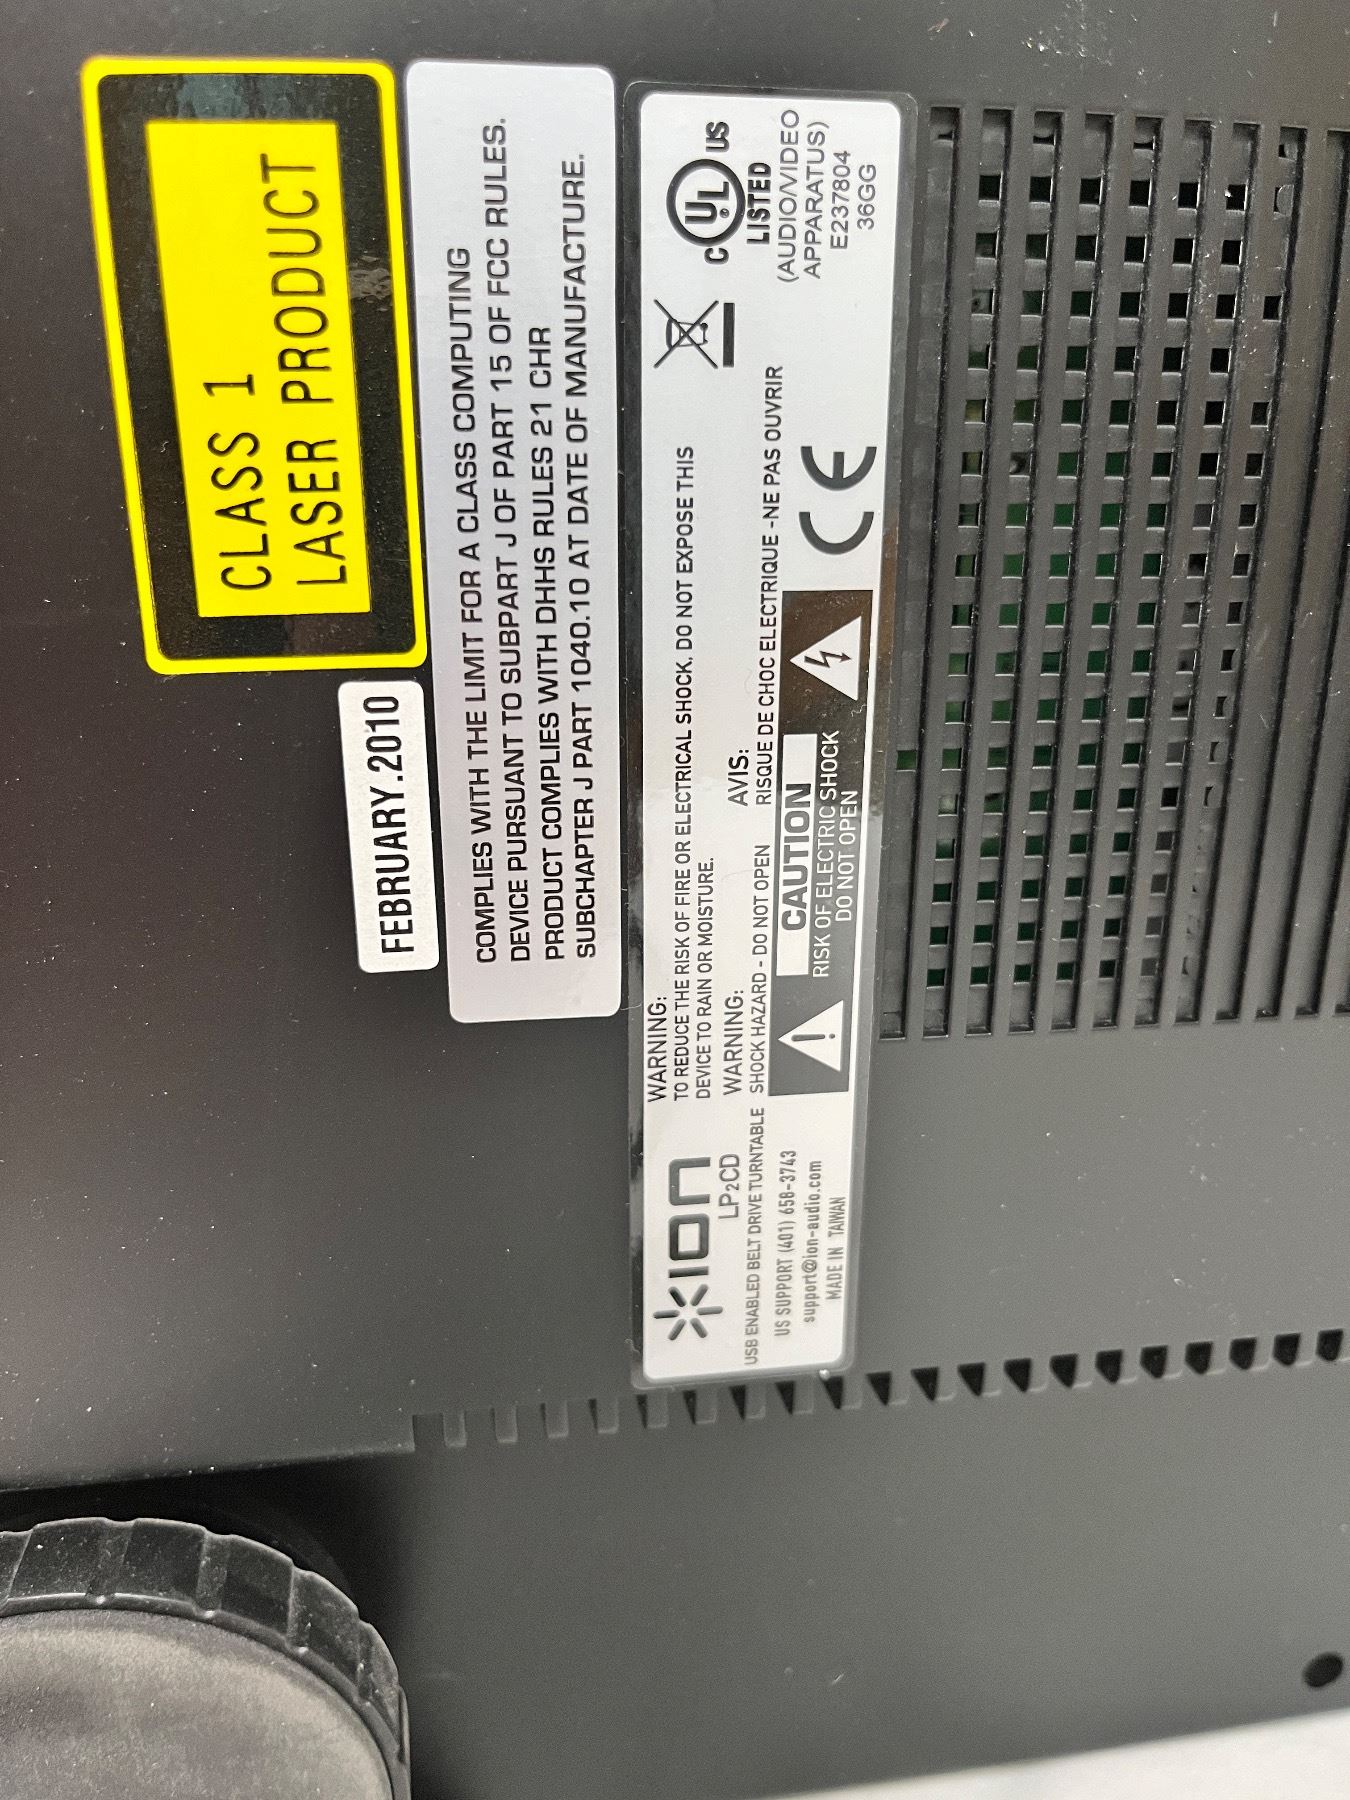 CLASS 1
LASER PRODUCT
FEBRUARY.2010
COMPLIES WITH THE LIMIT FOR A CLASS COMPUTING
DEVICE PURSUANT TO SUBPART J OF PART 15 OF FCC RULES.
PRODUCT COMPLIES WITH DHHS RULES 21 CHR
SUBCHAPTER J PART 1040.10 AT DATE OF MANUFACTURE.
ION
LP2CD
USB ENABLED BELT DRIVE TURNTABLE
US SUPPORT (401) 658-3743
support@ion-audio.com
MADE IN TAIWAN
WARNING:
TO REDUCE THE RISK OF FIRE OR ELECTRICAL SHOCK, DO NOT EXPOSE THIS
DEVICE TO RAIN OR MOISTURE.
WARNING:
SHOCK HAZARD - DO NOT OPEN
AVIS:
RISQUE DE CHOC ELECTRIQUE - NE PAS OUVRIR
CAUTION
RISK OF ELECTRIC SHOCK
DO NOT OPEN
CE
C UL US
®
LISTED
(AUDIO/VIDEO
APPARATUS)
E237804
36GG